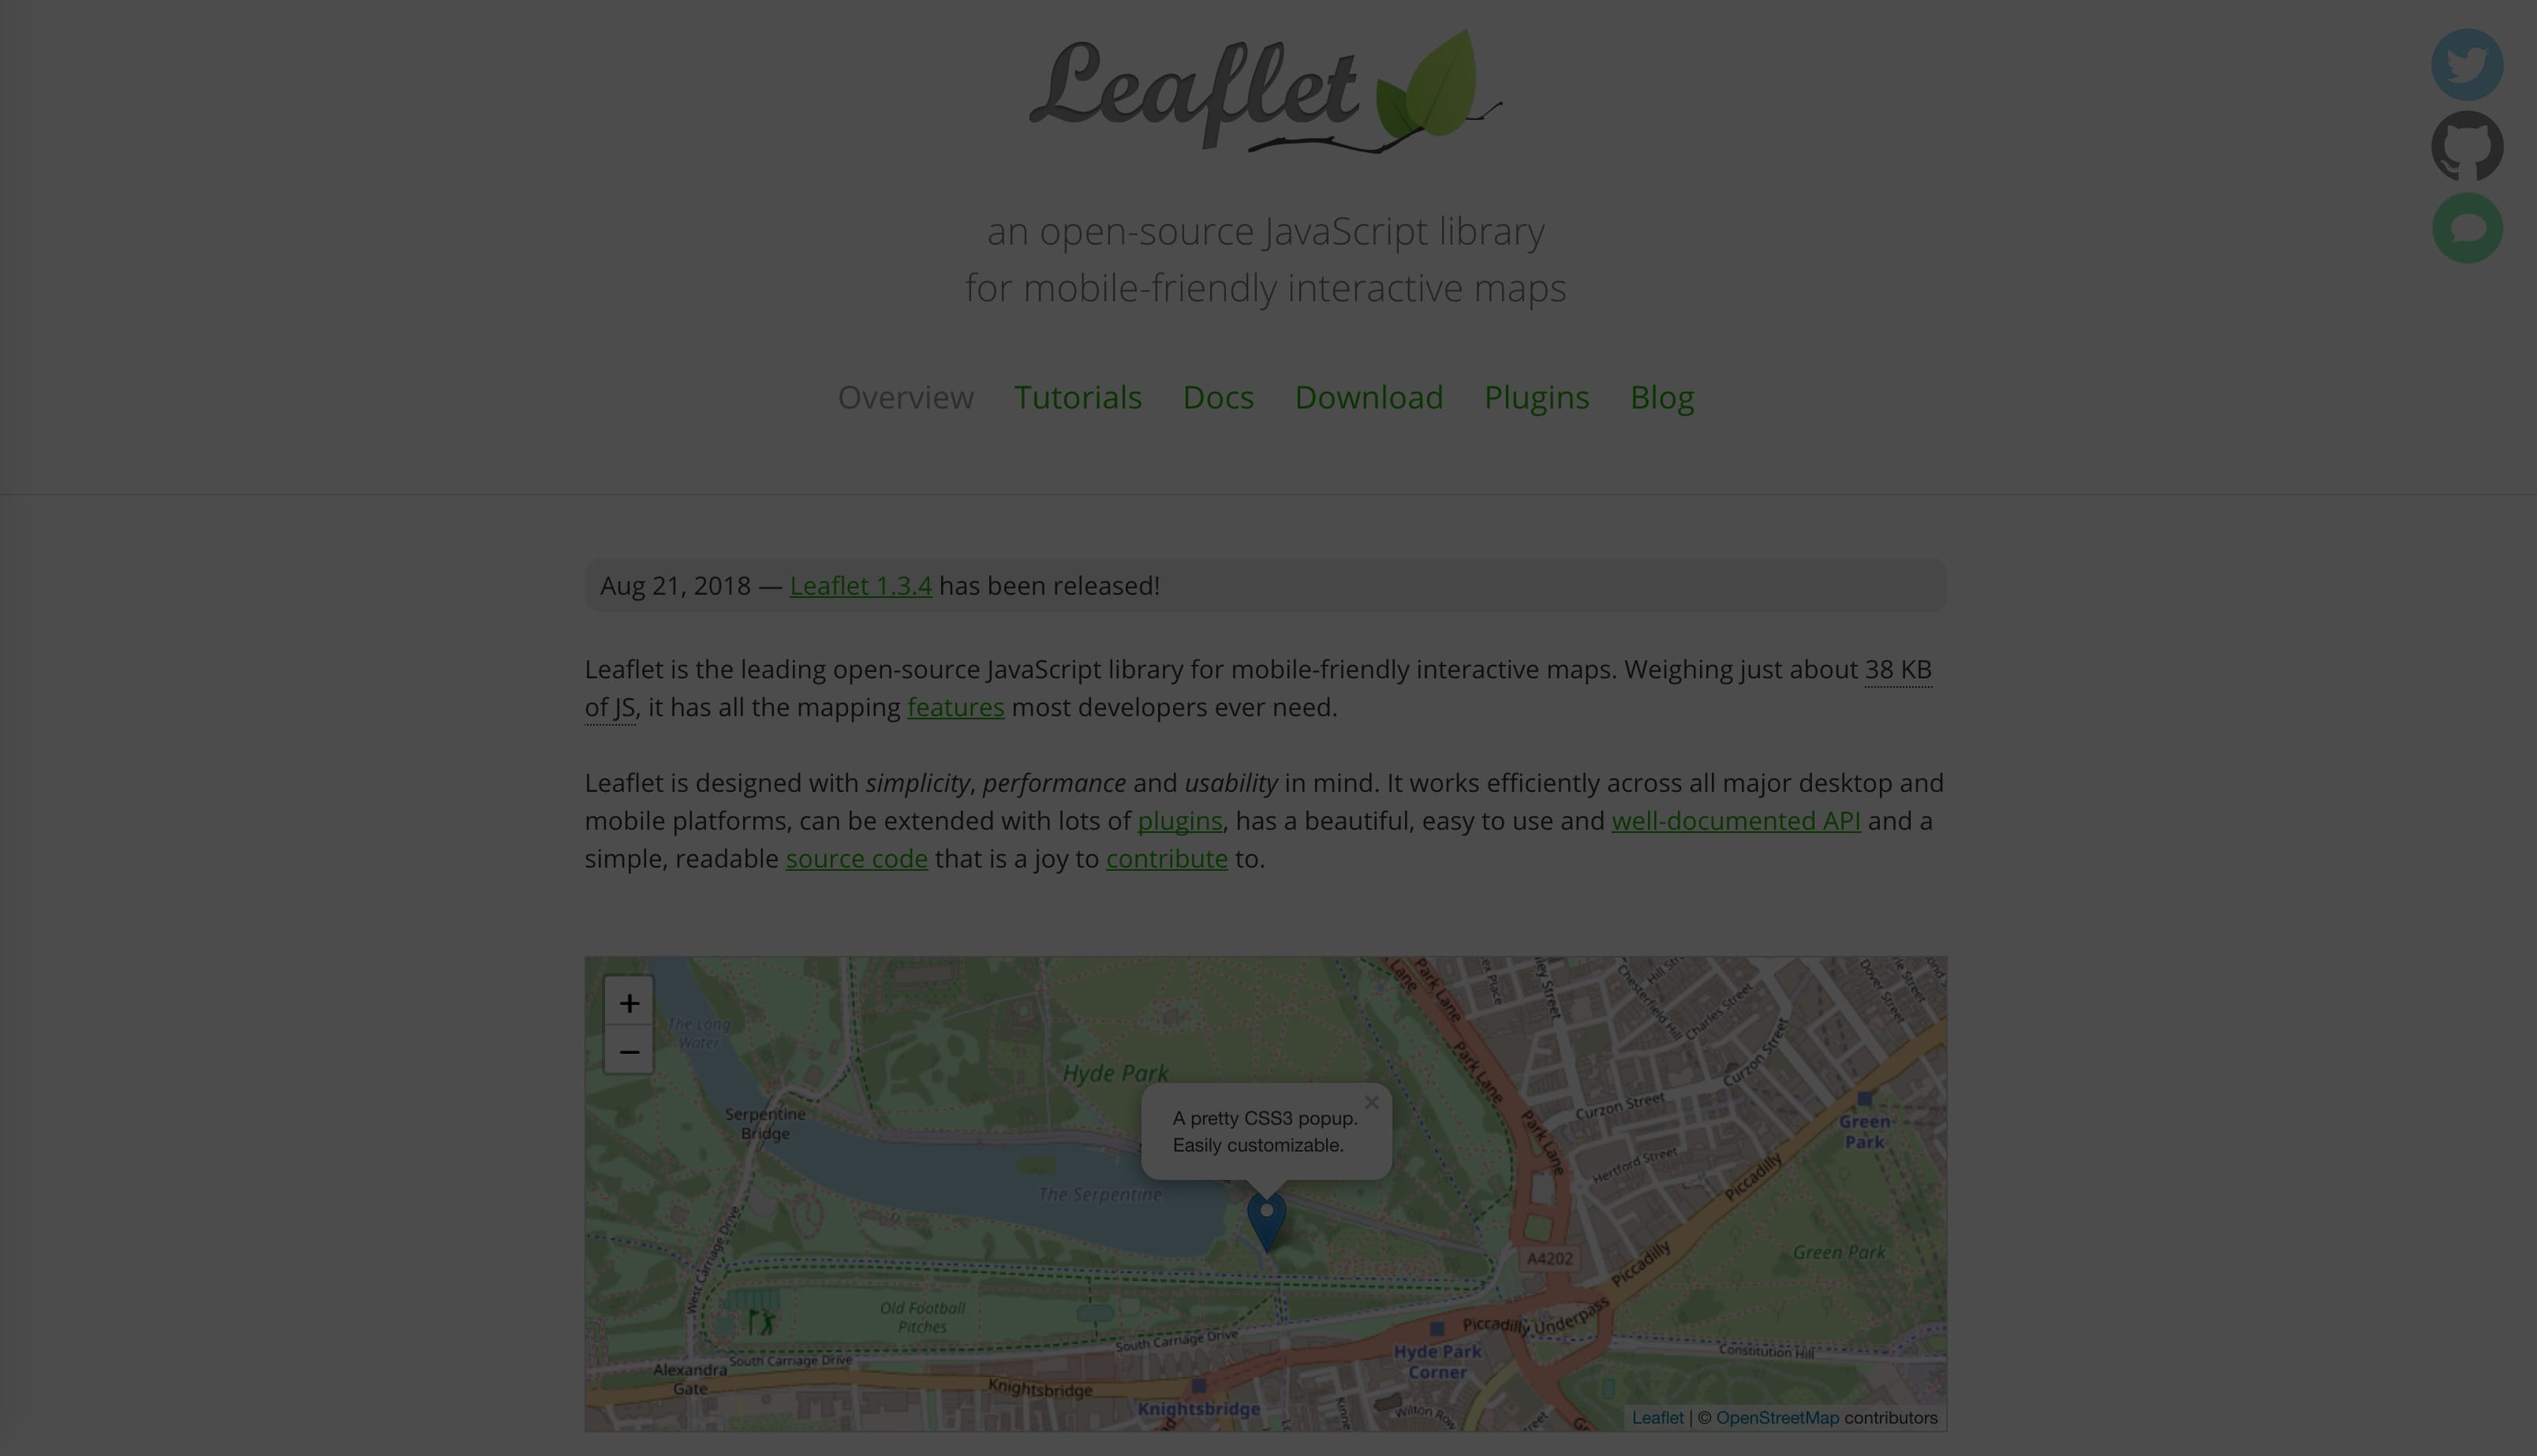 Leaflet
an open-source JavaScript library
for mobile-friendly interactive maps
Overview Tutorials Docs Download Plugins Blog
Aug 21, 2018 — Leaflet 1.3.4 has been released!
Leaflet is the leading open-source JavaScript library for mobile-friendly interactive maps. Weighing just about 38 KB
of JS, it has all the mapping features most developers ever need.
Leaflet is designed with simplicity, performance and usability in mind. It works efficiently across all major desktop and
mobile platforms, can be extended with lots of plugins, has a beautiful, easy to use and well-documented API and a
simple, readable source code that is a joy to contribute to.
+
−
The Long
Water
Hyde Park
Serpentine
Bridge
The Serpentine
A pretty CSS3 popup.
Easily customizable.
×
Lane
Park Lane
Park Lane
Park Lane
Chesterfield Hill
Hill
Charles Street
Dover Street
Curzon Street
Curzon Street
Hertford Street
Green
Park
Piccadilly
Piccadilly
Green Park
A4202
Piccadilly Underpass
West Carriage Drive
Old Football
Pitches
South Carriage Drive
South Carriage Drive
Alexandra
Gate
Knightsbridge
Knightsbridge
Hyde Park
Corner
Constitution Hill
Wilton Row
Leaflet | © OpenStreetMap contributors